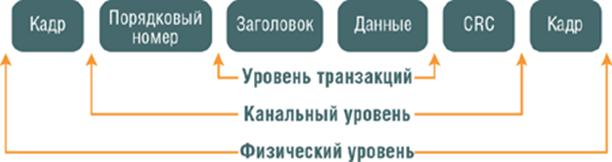 Кадр
Порядковый
номер
Заголовок
Данные
CRC
Кадр
Уровень транзакций
Канальный уровень
Физический уровень